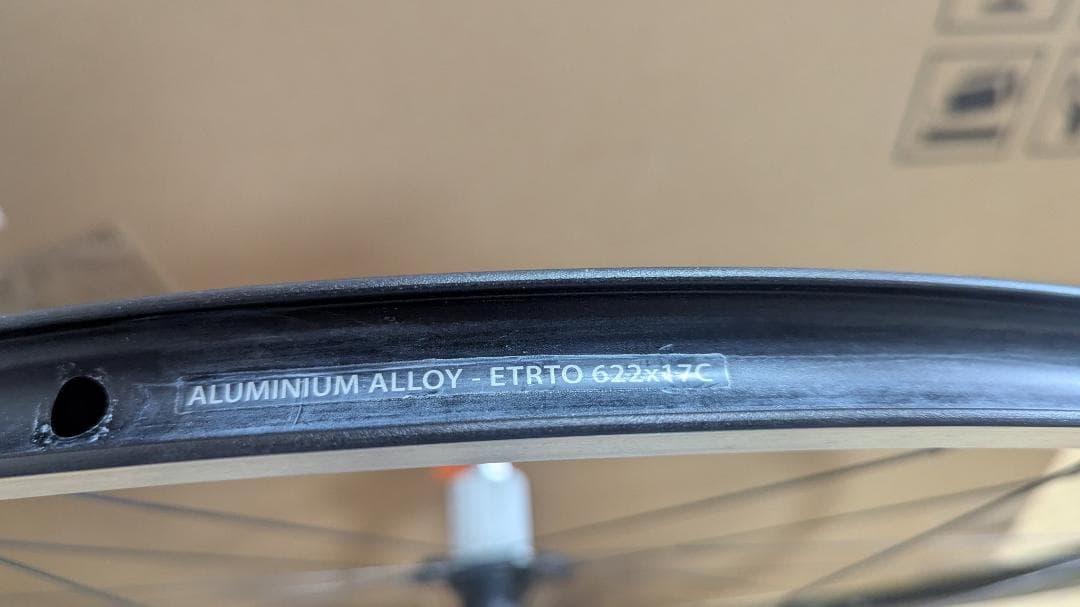 ALUMINIUM ALLOY - ETRTO 622x17C